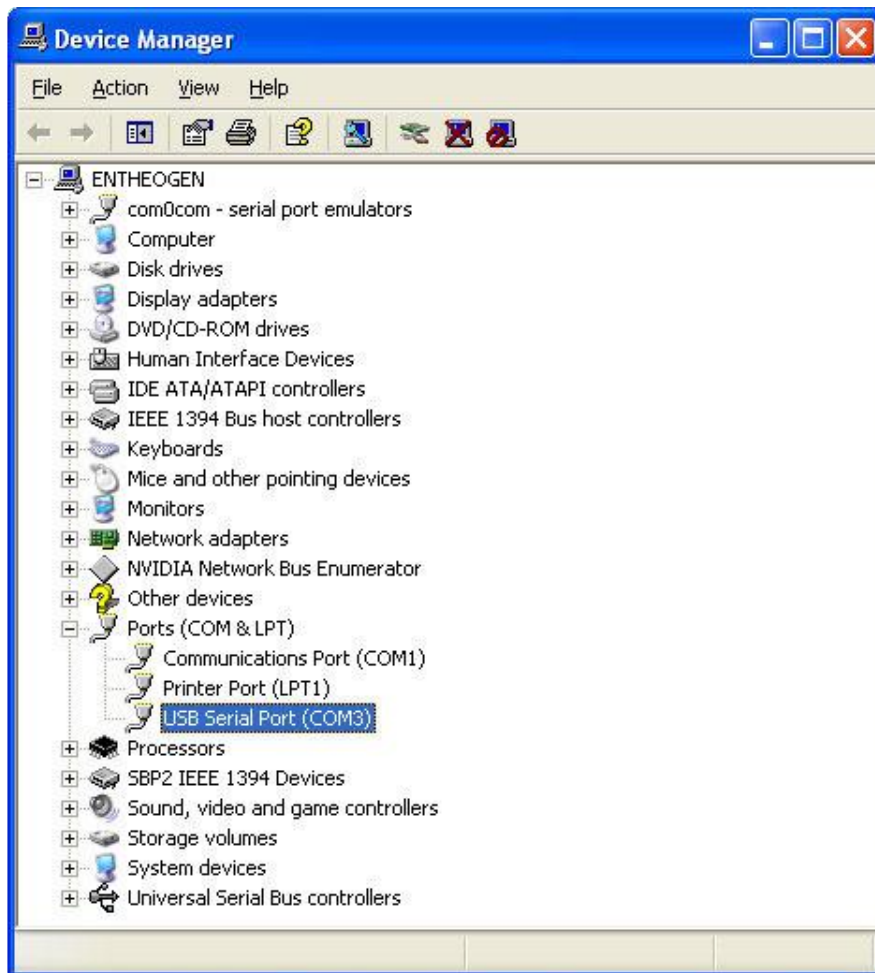 Device Manager
File Action View Help
ENTHEOGEN
com0com - serial port emulators
Computer
Disk drives
Display adapters
DVD/CD-ROM drives
Human Interface Devices
IDE ATA/ATAPI controllers
IEEE 1394 Bus host controllers
Keyboards
Mice and other pointing devices
Monitors
Network adapters
NVIDIA Network Bus Enumerator
Other devices
Ports (COM & LPT)
Communications Port (COM1)
Printer Port (LPT1)
USB Serial Port (COM3)
Processors
SBP2 IEEE 1394 Devices
Sound, video and game controllers
Storage volumes
System devices
Universal Serial Bus controllers